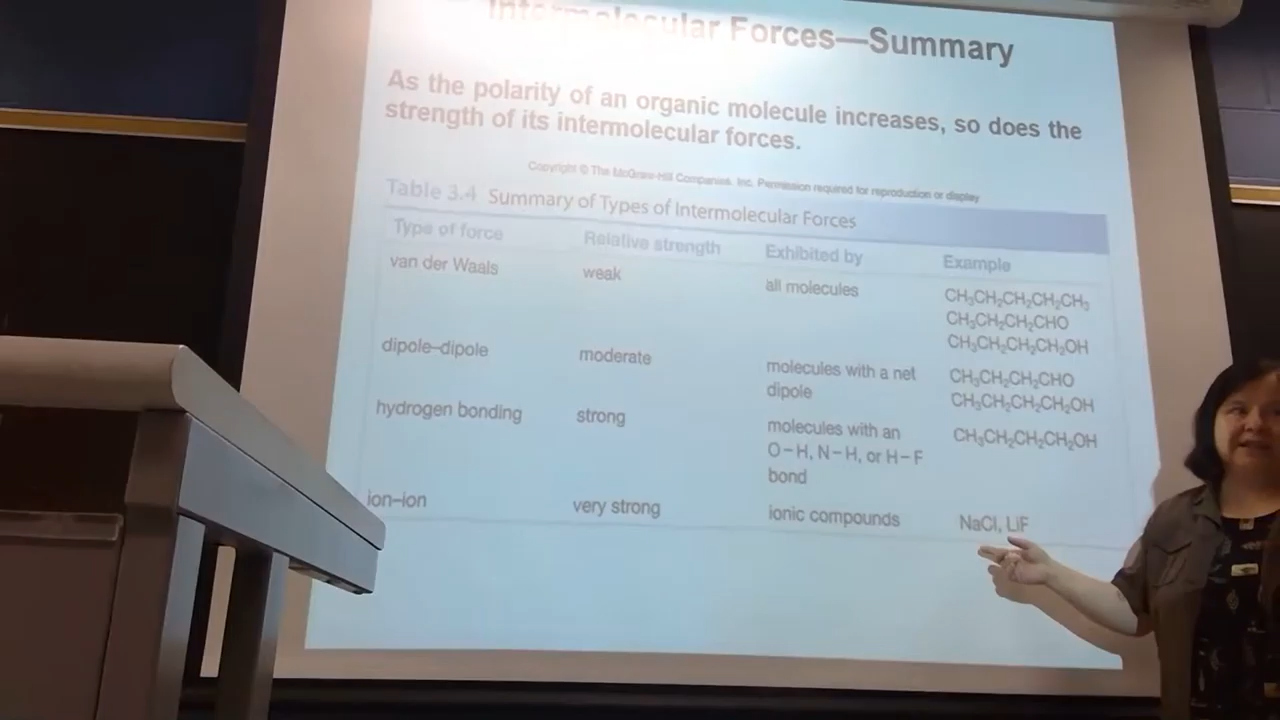 Intermolecular Forces—Summary
As the polarity of an organic molecule increases, so does the
strength of its intermolecular forces.
Copyright © The McGraw-Hill Companies, Inc. Permission required for reproduction or display
Table 3.4 Summary of Types of Intermolecular Forces
Type of force Relative strength Exhibited by Example
van der Waals weak all molecules CH₃CH₂CH₂CH₂CH₃
CH₃CH₂CH₂CHO
CH₃CH₂CH₂CH₂OH
dipole–dipole moderate molecules with a net CH₃CH₂CH₂CHO
dipole CH₃CH₂CH₂CH₂OH
hydrogen bonding strong molecules with an CH₃CH₂CH₂CH₂OH
O–H, N–H, or H–F
bond
ion–ion very strong ionic compounds NaCl, LiF